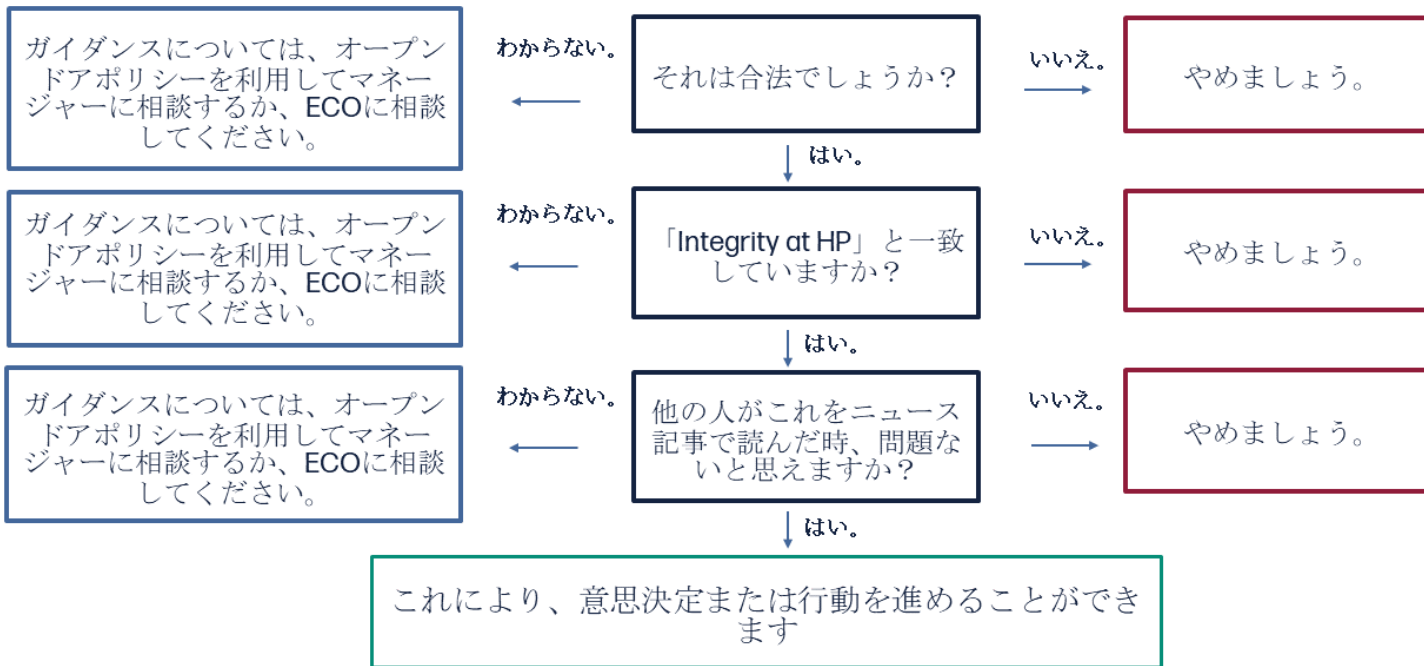 ガイダンスについては、オープン
ドアポリシーを利用してマネー
ジャーに相談するか、ECOに相談
してください。
わからない。
それは合法でしょうか？
いいえ。
やめましょう。
はい。
ガイダンスについては、オープン
ドアポリシーを利用してマネー
ジャーに相談するか、ECOに相談
してください。
わからない。
「Integrity at HP」と一致
していますか？
いいえ。
やめましょう。
はい。
ガイダンスについては、オープン
ドアポリシーを利用してマネー
ジャーに相談するか、ECOに相談
してください。
わからない。
他の人がこれをニュース
記事で読んだ時、問題な
いと思えますか？
いいえ。
やめましょう。
はい。
これにより、意思決定または行動を進めることができ
ます